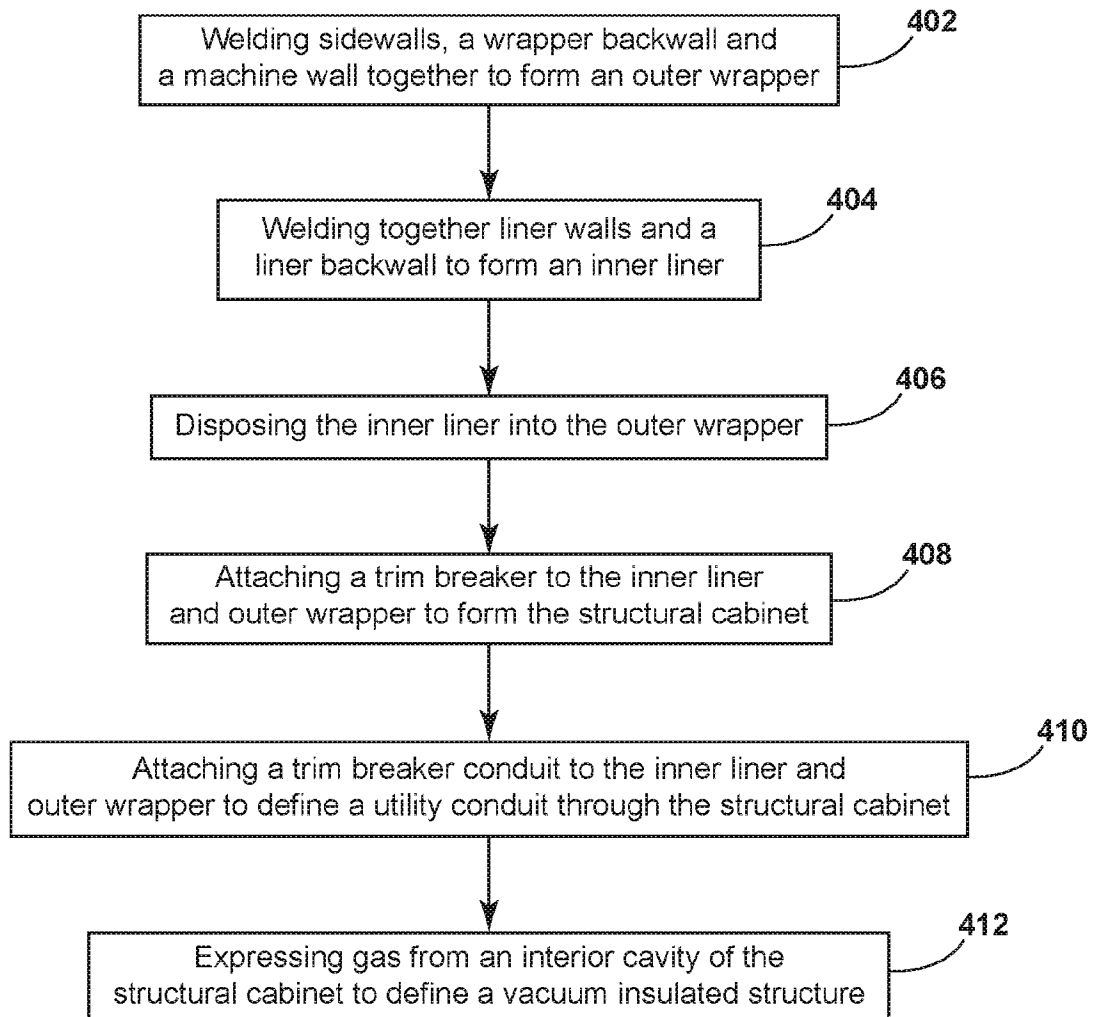 402
Welding sidewalls, a wrapper backwall and
a machine wall together to form an outer wrapper
404
Welding together liner walls and a
liner backwall to form an inner liner
406
Disposing the inner liner into the outer wrapper
408
Attaching a trim breaker to the inner liner
and outer wrapper to form the structural cabinet
410
Attaching a trim breaker conduit to the inner liner and
outer wrapper to define a utility conduit through the structural cabinet
412
Expressing gas from an interior cavity of the
structural cabinet to define a vacuum insulated structure